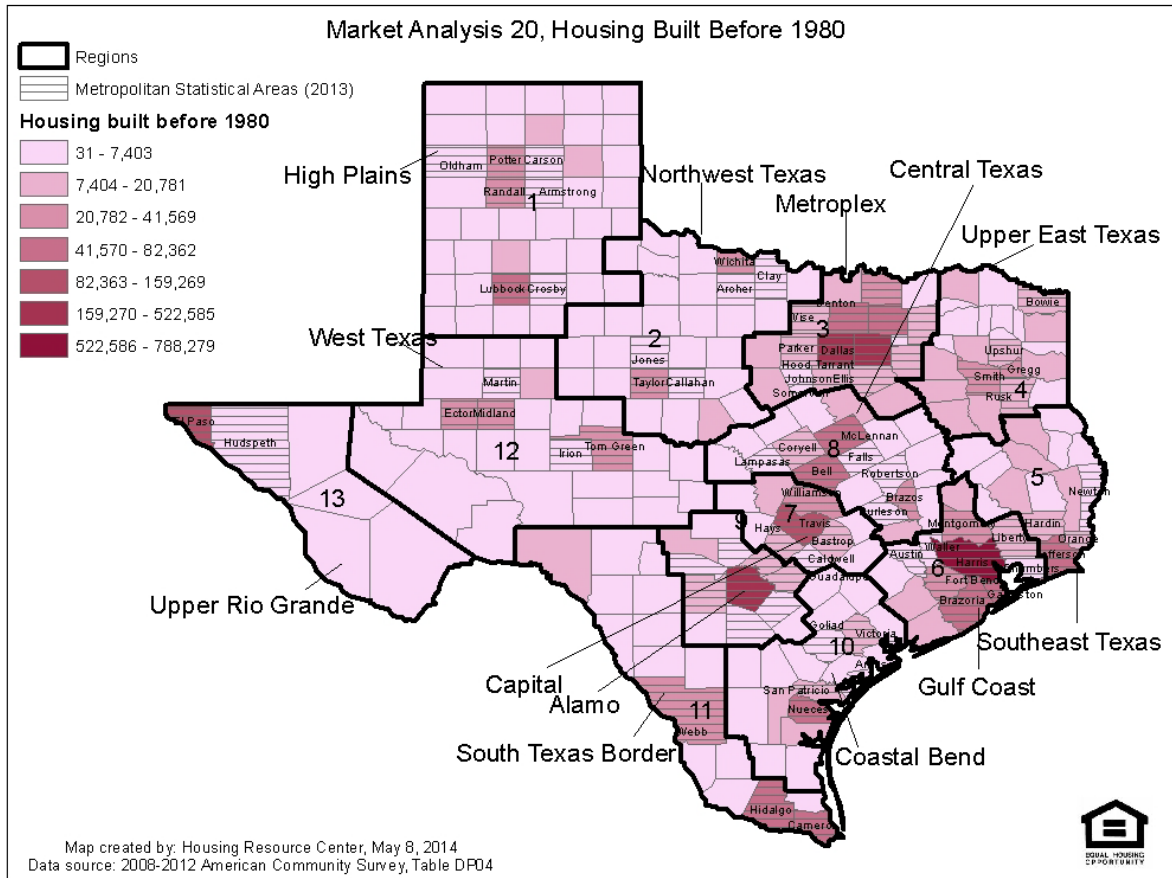 Market Analysis 20, Housing Built Before 1980
Regions
Metropolitan Statistical Areas (2013)
Housing built before 1980
31 - 7,403
7,404 - 20,781
20,782 - 41,569
41,570 - 82,362
82,363 - 159,269
159,270 - 522,585
522,586 - 788,279
High Plains
Northwest Texas
Central Texas
Metroplex
Upper East Texas
West Texas
Upper Rio Grande
Capital
Alamo
South Texas Border
Coastal Bend
Gulf Coast
Southeast Texas
Oldham
Potter
Carson
Randall
Armstrong
1
Lubbock
Crosby
Wichita
Clay
Archer
2
Jones
Taylor
Callahan
Denton
Wise
3
Parker
Dallas
Hood
Tarrant
Johnson
Ellis
Somervell
Bowie
Upshur
Gregg
Smith
Rusk
4
Martin
Ector
Midland
12
Irion
Tom Green
El Paso
Hudspeth
13
McLennan
Coryell
8
Falls
Lampasas
Bell
Robertson
Brazos
Burleson
Williamson
7
Travis
Hays
Bastrop
Caldwell
9
Guadalupe
5
Newton
Hardin
Orange
Jefferson
Montgomery
Liberty
Chambers
Austin
Waller
6
Harris
Fort Bend
Galveston
Brazoria
Goliad
Victoria
10
San Patricio
Nueces
11
Webb
Hidalgo
Cameron
Map created by: Housing Resource Center, May 8, 2014
Data source: 2008-2012 American Community Survey, Table DP04
EQUAL HOUSING
OPPORTUNITY